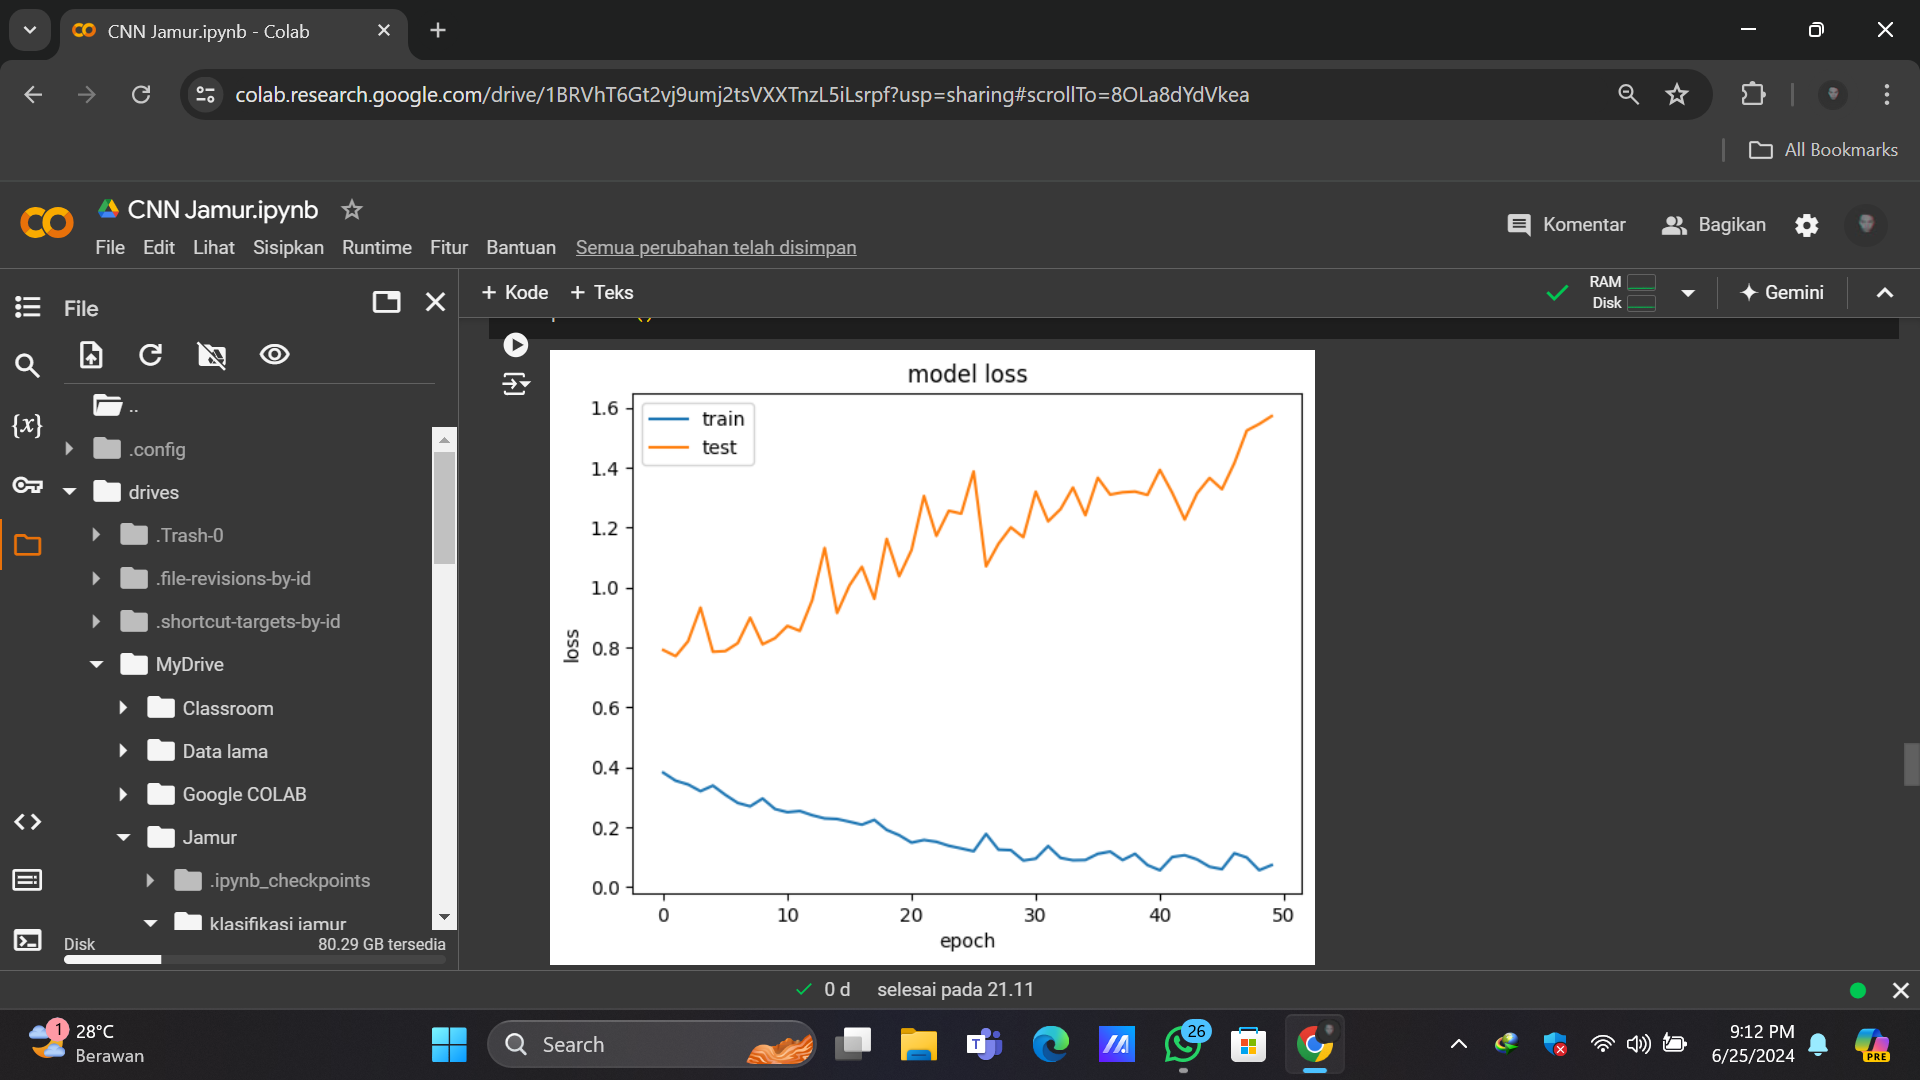 CNN Jamur.ipynb - Colab
colab.research.google.com/drive/1BRVhT6Gt2vj9umj2tsVXXTnzL5iLsrpf?usp=sharing#scrollTo=8OLa8dYdVkea
All Bookmarks
CNN Jamur.ipynb
File Edit Lihat Sisipkan Runtime Fitur Bantuan Semua perubahan telah disimpan
Komentar Bagikan
File
+ Kode + Teks
RAM
Disk
Gemini
{x}
..
.config
drives
.Trash-0
.file-revisions-by-id
.shortcut-targets-by-id
MyDrive
Classroom
Data lama
Google COLAB
Jamur
.ipynb_checkpoints
klasifikasi jamur
Disk 80.29 GB tersedia
model loss
train
test
1.6
1.4
1.2
1.0
0.8
0.6
0.4
0.2
0.0
loss
0 10 20 30 40 50
epoch
0 d selesai pada 21.11
1
28°C
Berawan
Search
T
26
PRE
9:12 PM
6/25/2024